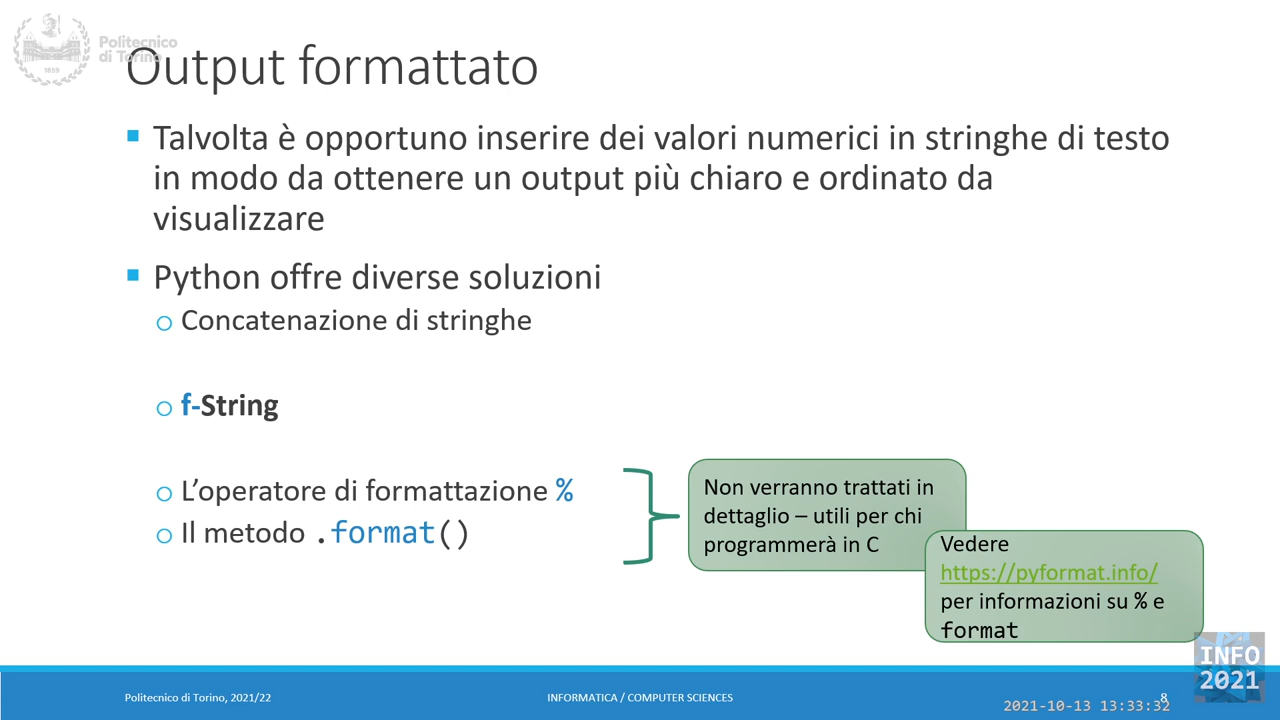 Politecnico
di Torino
1859
Output formattato
Talvolta è opportuno inserire dei valori numerici in stringhe di testo
in modo da ottenere un output più chiaro e ordinato da
visualizzare
Python offre diverse soluzioni
Concatenazione di stringhe
f-String
L'operatore di formattazione %
Il metodo .format()
Non verranno trattati in
dettaglio – utili per chi
programmerà in C
Vedere
https://pyformat.info/
per informazioni su % e
format
INFO
2021
Politecnico di Torino, 2021/22
INFORMATICA / COMPUTER SCIENCES
8
2021-10-13 13:33:32